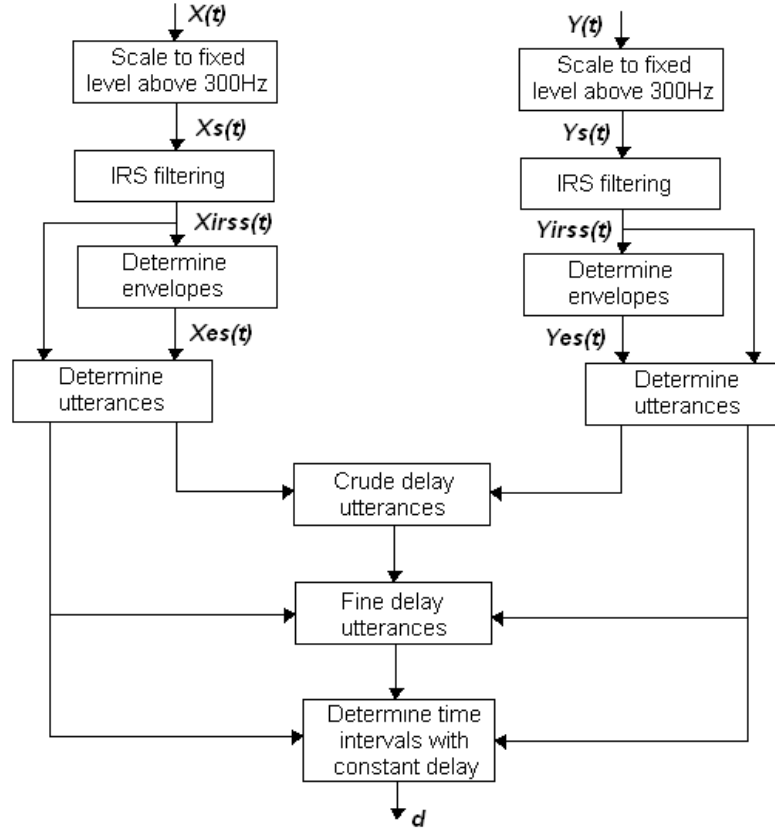 X(t)
Y(t)
Scale to fixed
level above 300Hz
Scale to fixed
level above 300Hz
Xs(t)
Ys(t)
IRS filtering
IRS filtering
Xirss(t)
Yirss(t)
Determine
envelopes
Determine
envelopes
Xes(t)
Yes(t)
Determine
utterances
Determine
utterances
Crude delay
utterances
Fine delay
utterances
Determine time
intervals with
constant delay
d